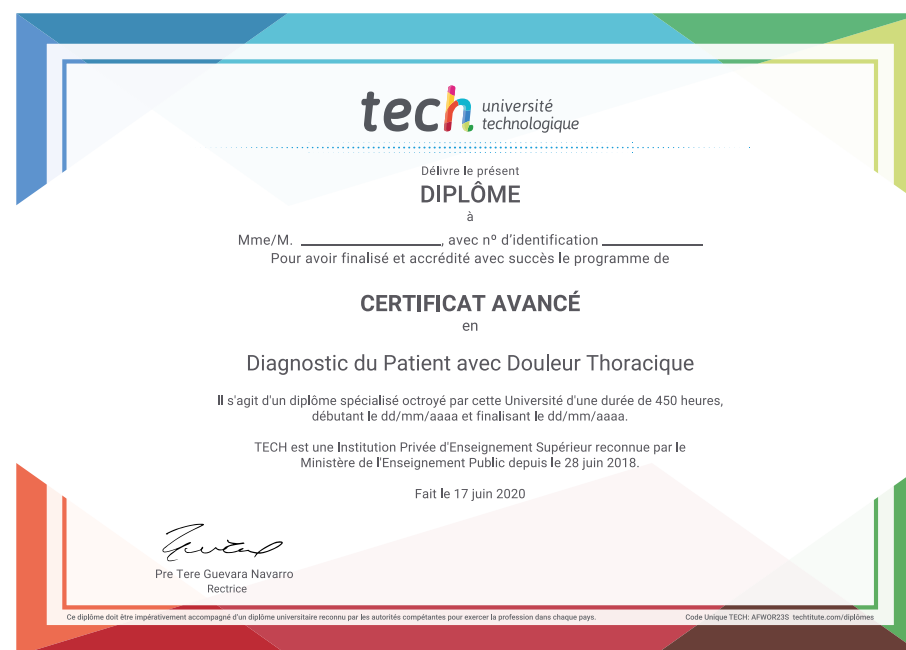 tech université
technologique
Délivre le présent
DIPLÔME
à
Mme/M. ____________________, avec nº d'identification ______________
Pour avoir finalisé et accrédité avec succès le programme de
CERTIFICAT AVANCÉ
en
Diagnostic du Patient avec Douleur Thoracique
Il s'agit d'un diplôme spécialisé octroyé par cette Université d'une durée de 450 heures,
débutant le dd/mm/aaaa et finalisant le dd/mm/aaaa.
TECH est une Institution Privée d'Enseignement Supérieur reconnue par le
Ministère de l'Enseignement Public depuis le 28 juin 2018.
Fait le 17 juin 2020
Pre Tere Guevara Navarro
Rectrice
Ce diplôme doit être impérativement accompagné d'un diplôme universitaire reconnu par les autorités compétantes pour exercer la profession dans chaque pays.
Code Unique TECH: AFWOR23S techtitute.com/diplômes